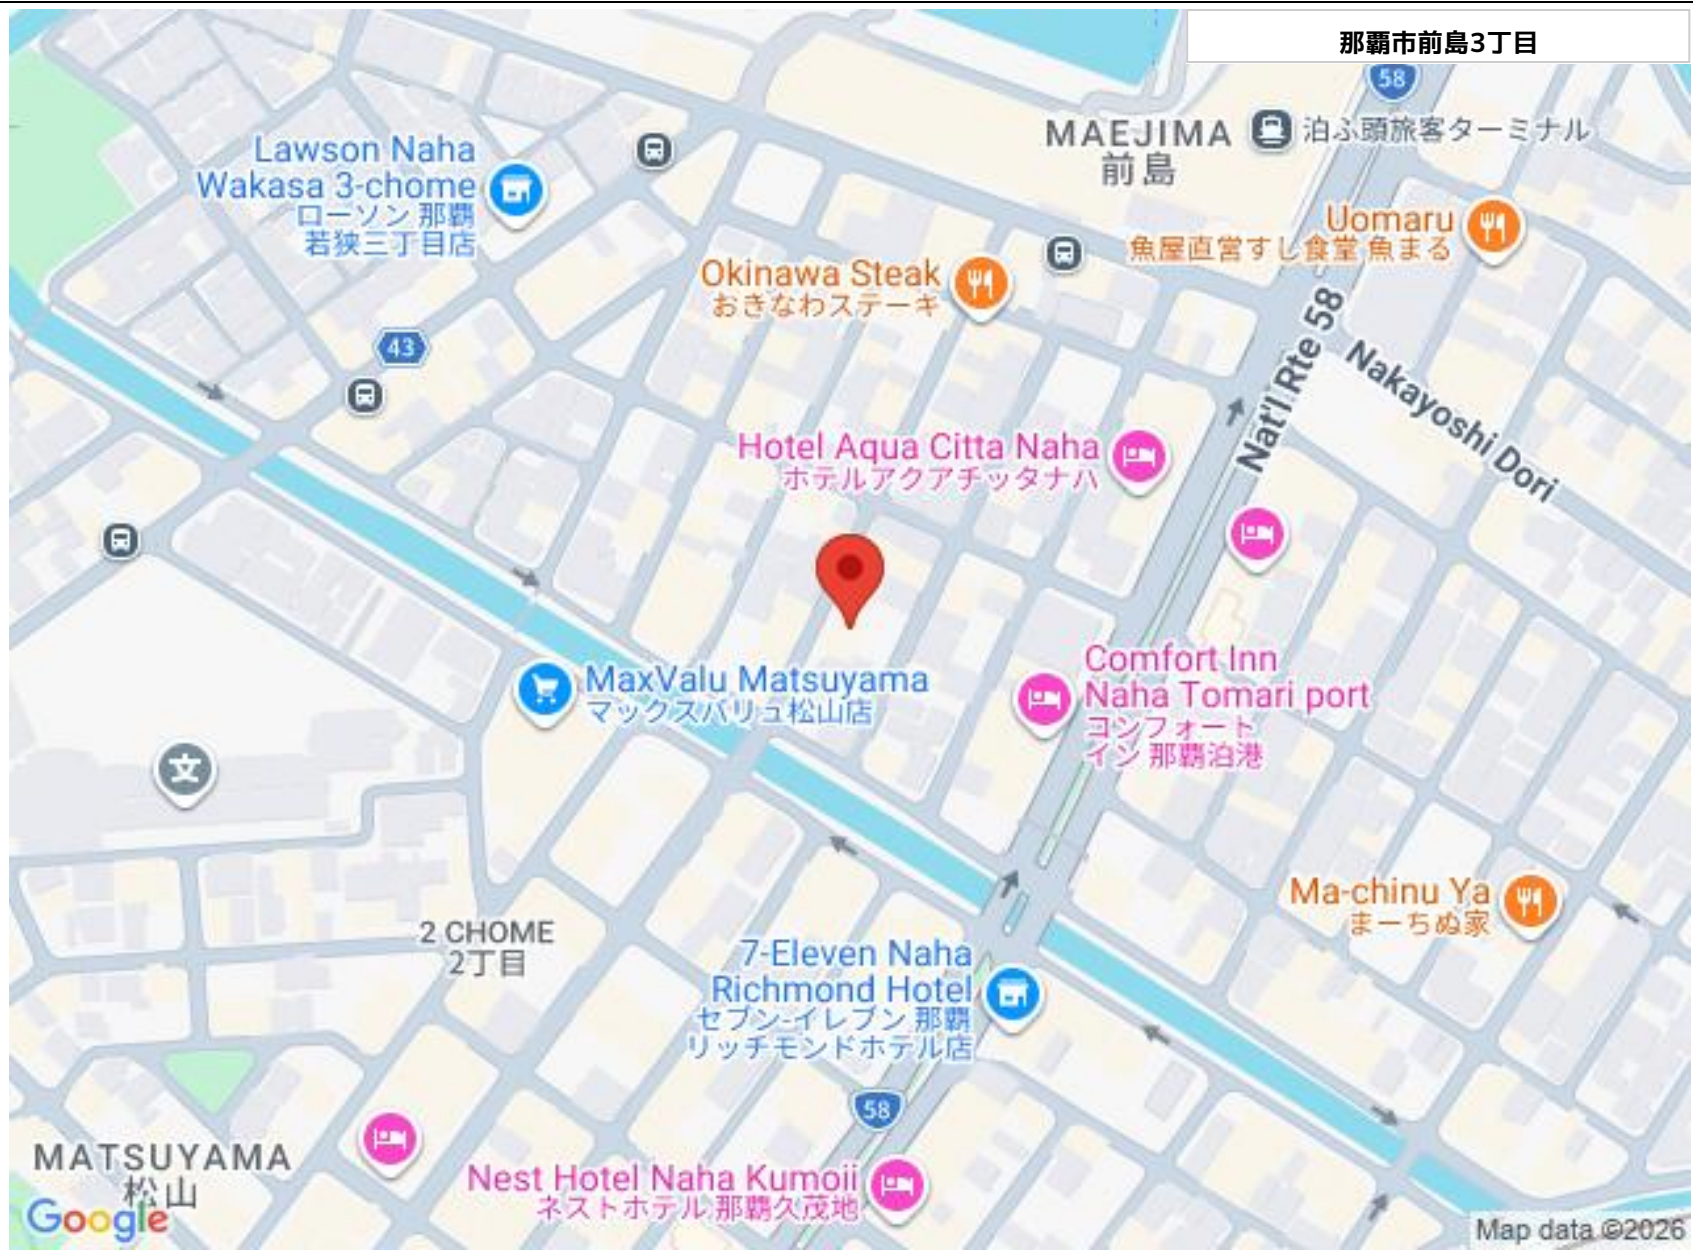 那覇市前島3丁目
58
MAEJIMA
前島
泊ふ頭旅客ターミナル
Lawson Naha
Wakasa 3-chome
ローソン 那覇
若狭三丁目店
Uomaru
魚屋直営すし食堂 魚まる
Okinawa Steak
おきなわステーキ
43
Nat'l Rte 58
Nakayoshi Dori
Hotel Aqua Citta Naha
ホテルアクアチッタナハ
MaxValu Matsuyama
マックスバリュ松山店
Comfort Inn
Naha Tomari port
コンフォート
イン 那覇泊港
文
Ma-chinu Ya
まーちぬ家
2 CHOME
2丁目
7-Eleven Naha
Richmond Hotel
セブン-イレブン 那覇
リッチモンドホテル店
58
MATSUYAMA
松山
Nest Hotel Naha Kumoji
ネストホテル那覇久茂地
Google
Map data ©2026